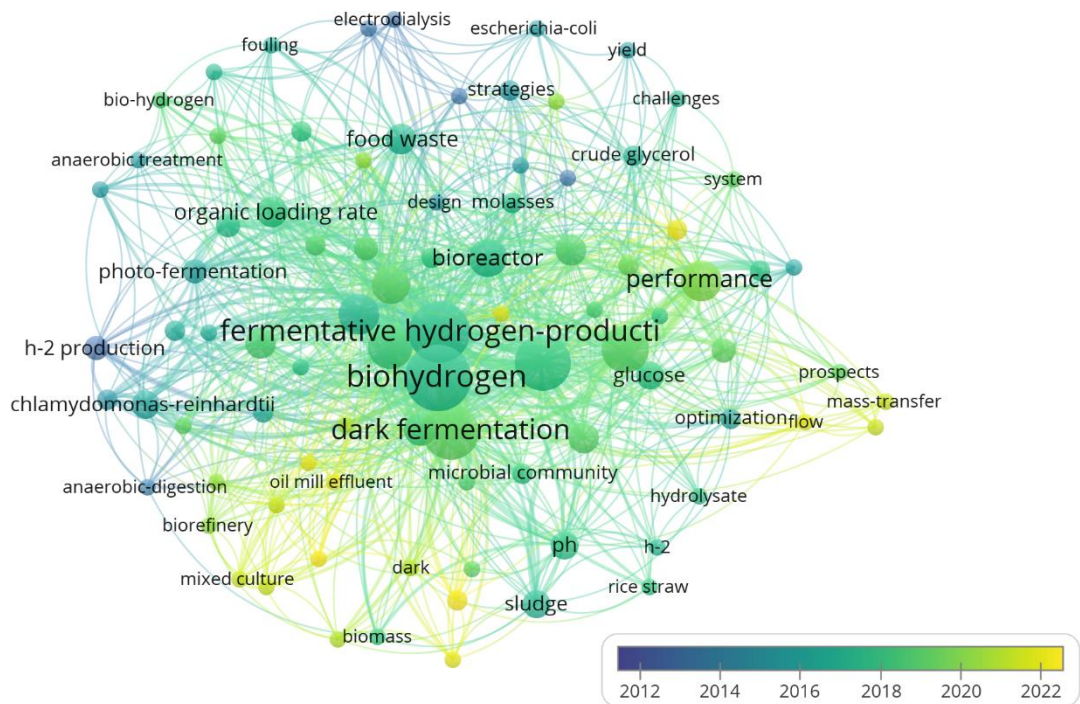 electrodialysis
escherichia-coli
fouling
yield
strategies
bio-hydrogen
challenges
food waste
crude glycerol
anaerobic treatment
system
design
molasses
organic loading rate
bioreactor
photo-fermentation
performance
fermentative hydrogen-producti
h-2 production
biohydrogen
glucose
prospects
chlamydomonas-reinhardtii
mass-transfer
optimization
flow
dark fermentation
microbial community
oil mill effluent
anaerobic-digestion
hydrolysate
biorefinery
ph
h-2
mixed culture
dark
rice straw
sludge
biomass
2012 2014 2016 2018 2020 2022